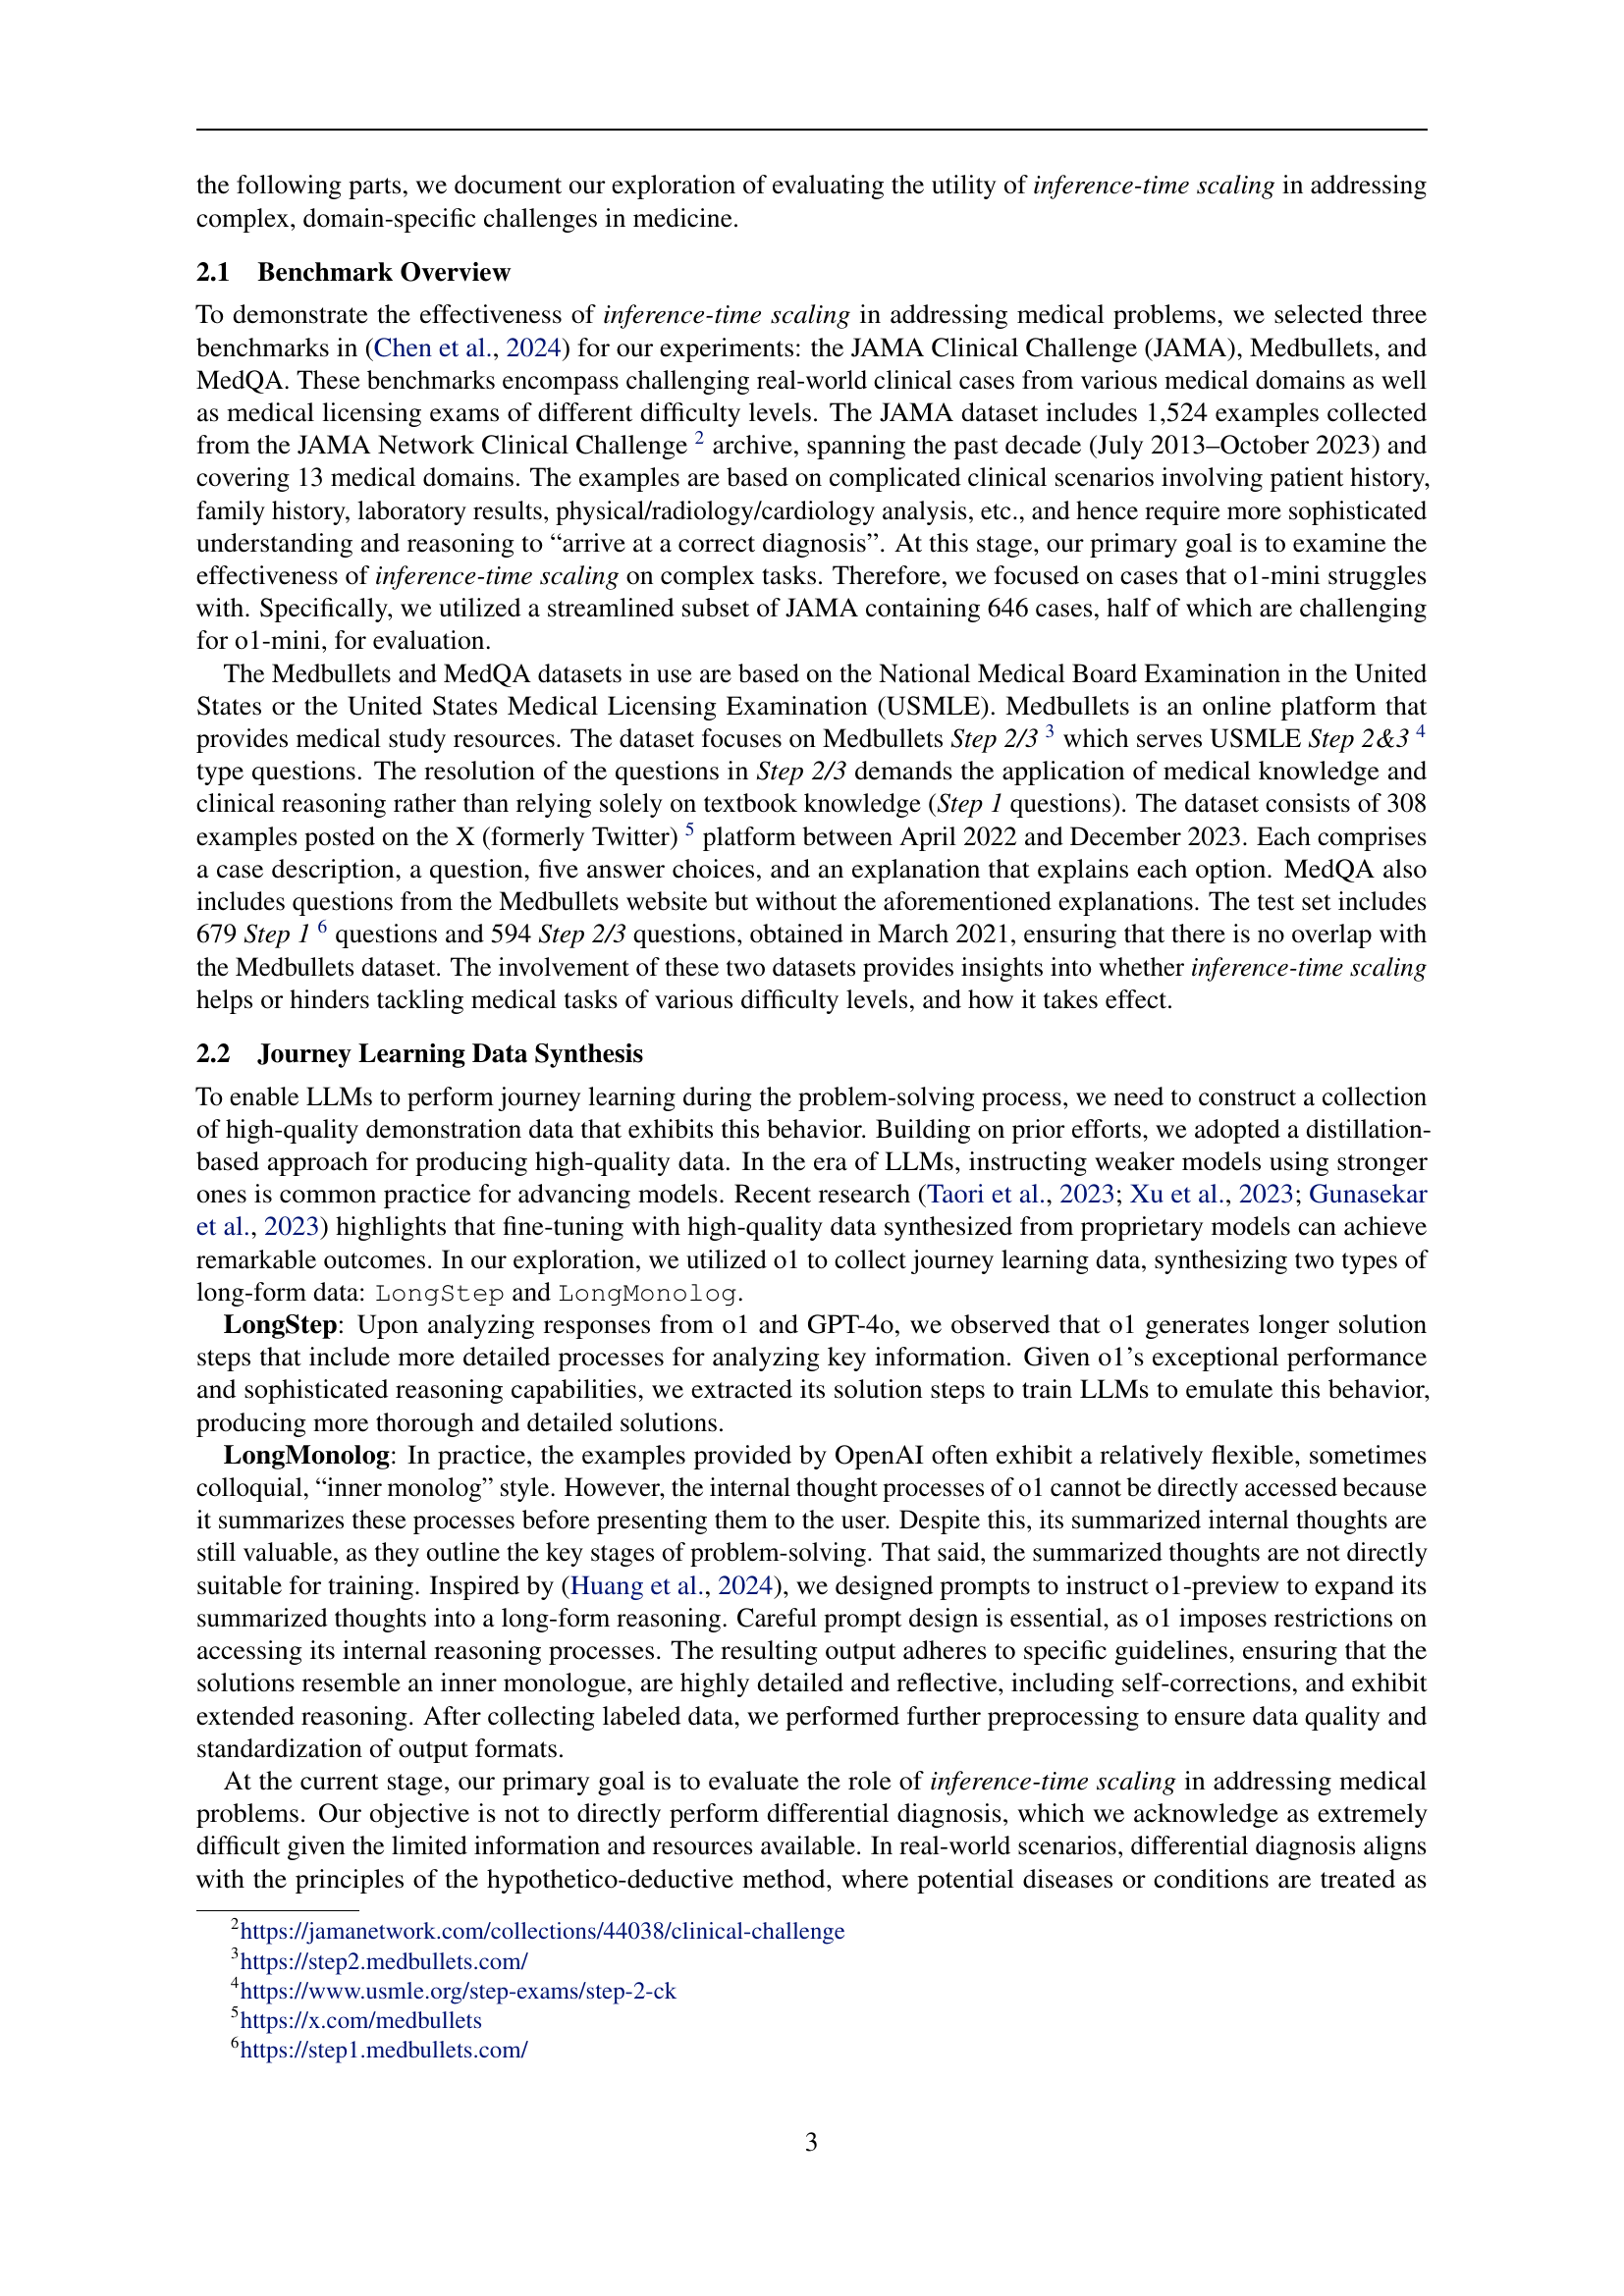 the following parts, we document our exploration of evaluating the utility of inference-time scaling in addressing
complex, domain-specific challenges in medicine.
2.1 Benchmark Overview
To demonstrate the effectiveness of inference-time scaling in addressing medical problems, we selected three
benchmarks in (Chen et al., 2024) for our experiments: the JAMA Clinical Challenge (JAMA), Medbullets, and
MedQA. These benchmarks encompass challenging real-world clinical cases from various medical domains as well
as medical licensing exams of different difficulty levels. The JAMA dataset includes 1,524 examples collected
from the JAMA Network Clinical Challenge 2 archive, spanning the past decade (July 2013–October 2023) and
covering 13 medical domains. The examples are based on complicated clinical scenarios involving patient history,
family history, laboratory results, physical/radiology/cardiology analysis, etc., and hence require more sophisticated
understanding and reasoning to “arrive at a correct diagnosis”. At this stage, our primary goal is to examine the
effectiveness of inference-time scaling on complex tasks. Therefore, we focused on cases that o1-mini struggles
with. Specifically, we utilized a streamlined subset of JAMA containing 646 cases, half of which are challenging
for o1-mini, for evaluation.
The Medbullets and MedQA datasets in use are based on the National Medical Board Examination in the United
States or the United States Medical Licensing Examination (USMLE). Medbullets is an online platform that
provides medical study resources. The dataset focuses on Medbullets Step 2/3 3 which serves USMLE Step 2&3 4
type questions. The resolution of the questions in Step 2/3 demands the application of medical knowledge and
clinical reasoning rather than relying solely on textbook knowledge (Step 1 questions). The dataset consists of 308
examples posted on the X (formerly Twitter) 5 platform between April 2022 and December 2023. Each comprises
a case description, a question, five answer choices, and an explanation that explains each option. MedQA also
includes questions from the Medbullets website but without the aforementioned explanations. The test set includes
679 Step 1 6 questions and 594 Step 2/3 questions, obtained in March 2021, ensuring that there is no overlap with
the Medbullets dataset. The involvement of these two datasets provides insights into whether inference-time scaling
helps or hinders tackling medical tasks of various difficulty levels, and how it takes effect.
2.2 Journey Learning Data Synthesis
To enable LLMs to perform journey learning during the problem-solving process, we need to construct a collection
of high-quality demonstration data that exhibits this behavior. Building on prior efforts, we adopted a distillation-
based approach for producing high-quality data. In the era of LLMs, instructing weaker models using stronger
ones is common practice for advancing models. Recent research (Taori et al., 2023; Xu et al., 2023; Gunasekar
et al., 2023) highlights that fine-tuning with high-quality data synthesized from proprietary models can achieve
remarkable outcomes. In our exploration, we utilized o1 to collect journey learning data, synthesizing two types of
long-form data: LongStep and LongMonolog.
LongStep: Upon analyzing responses from o1 and GPT-4o, we observed that o1 generates longer solution
steps that include more detailed processes for analyzing key information. Given o1’s exceptional performance
and sophisticated reasoning capabilities, we extracted its solution steps to train LLMs to emulate this behavior,
producing more thorough and detailed solutions.
LongMonolog: In practice, the examples provided by OpenAI often exhibit a relatively flexible, sometimes
colloquial, “inner monolog” style. However, the internal thought processes of o1 cannot be directly accessed because
it summarizes these processes before presenting them to the user. Despite this, its summarized internal thoughts are
still valuable, as they outline the key stages of problem-solving. That said, the summarized thoughts are not directly
suitable for training. Inspired by (Huang et al., 2024), we designed prompts to instruct o1-preview to expand its
summarized thoughts into a long-form reasoning. Careful prompt design is essential, as o1 imposes restrictions on
accessing its internal reasoning processes. The resulting output adheres to specific guidelines, ensuring that the
solutions resemble an inner monologue, are highly detailed and reflective, including self-corrections, and exhibit
extended reasoning. After collecting labeled data, we performed further preprocessing to ensure data quality and
standardization of output formats.
At the current stage, our primary goal is to evaluate the role of inference-time scaling in addressing medical
problems. Our objective is not to directly perform differential diagnosis, which we acknowledge as extremely
difficult given the limited information and resources available. In real-world scenarios, differential diagnosis aligns
with the principles of the hypothetico-deductive method, where potential diseases or conditions are treated as
2https://jamanetwork.com/collections/44038/clinical-challenge
3https://step2.medbullets.com/
4https://www.usmle.org/step-exams/step-2-ck
5https://x.com/medbullets
6https://step1.medbullets.com/
3